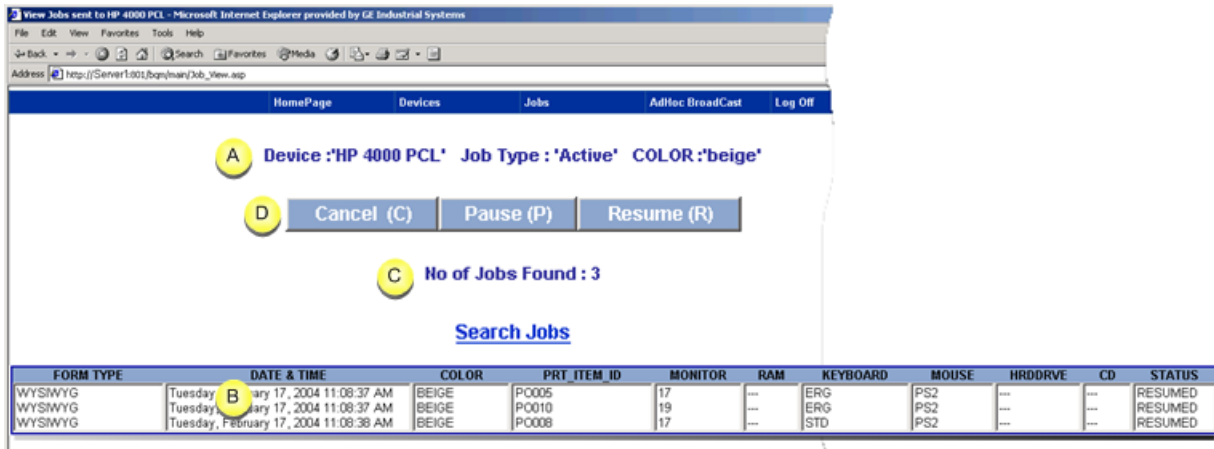 View Jobs sent to HP 4000 PCL - Microsoft Internet Explorer provided by GE Industrial Systems
File Edit View Favorites Tools Help
Back Search Favorites Media
Address http://Server1:801/bqm/main/Job_View.asp
HomePage Devices Jobs AdHoc BroadCast Log Off
A Device :'HP 4000 PCL' Job Type : 'Active' COLOR :'beige'
D Cancel (C) Pause (P) Resume (R)
C No of Jobs Found : 3
Search Jobs
FORM TYPE DATE & TIME COLOR PRT_ITEM_ID MONITOR RAM KEYBOARD MOUSE HRDDRVE CD STATUS
WYSIWYG Tuesday, February 17, 2004 11:08:37 AM BEIGE PO005 17 --- ERG PS2 --- --- RESUMED
B
WYSIWYG Tuesday, February 17, 2004 11:08:37 AM BEIGE PO010 19 --- ERG PS2 --- --- RESUMED
WYSIWYG Tuesday, February 17, 2004 11:08:38 AM BEIGE PO008 17 --- STD PS2 --- --- RESUMED